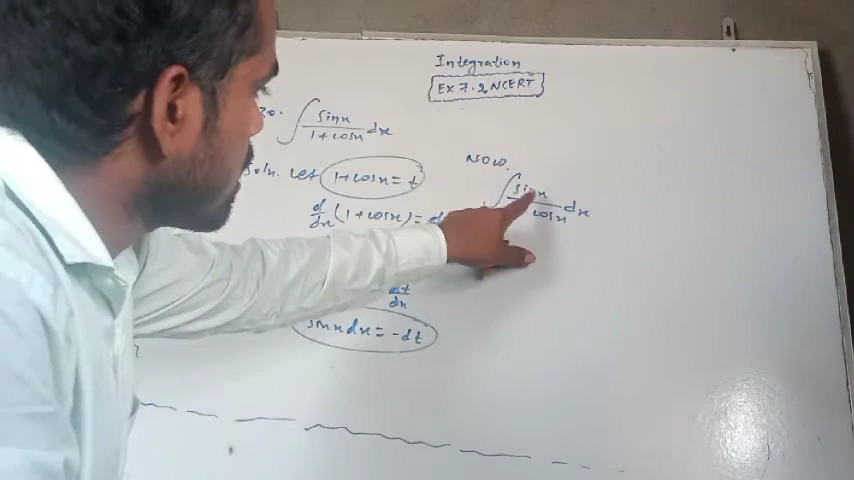 Integration
Ex 7.2 NCERT
∫ sinx / 1+cosx dx
Soln. Let 1+cosx = t
d/dx (1+cosx) =
dt/dx
sinx dx = -dt
NOW.
∫ sinx / cosx dx